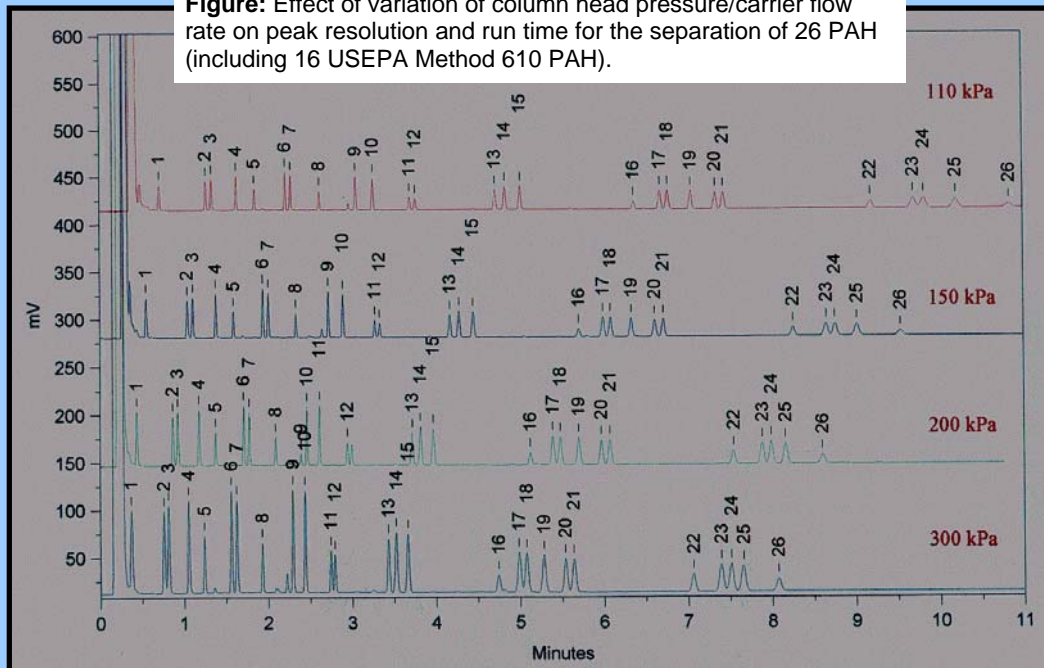 Figure: Effect of variation of column head pressure/carrier flow
rate on peak resolution and run time for the separation of 26 PAH
(including 16 USEPA Method 610 PAH).
600
550
500
450
400
350
300
250
200
150
100
50
mV
110 kPa
1 2 3 4 5 6 7 8 9 10 11 12 13 14 15 16 17 18 19 20 21 22 23 24 25 26
150 kPa
1 2 3 4 5 6 7 8 9 10 11 12 13 14 15 16 17 18 19 20 21 22 23 24 25 26
200 kPa
1 2 3 4 5 6 7 8 9 10 11 12 13 14 15 16 17 18 19 20 21 22 23 24 25 26
300 kPa
1 2 3 4 5 6 7 8 9 10 11 12 13 14 15 16 17 18 19 20 21 22 23 24 25 26
0 1 2 3 4 5 6 7 8 9 10 11
Minutes